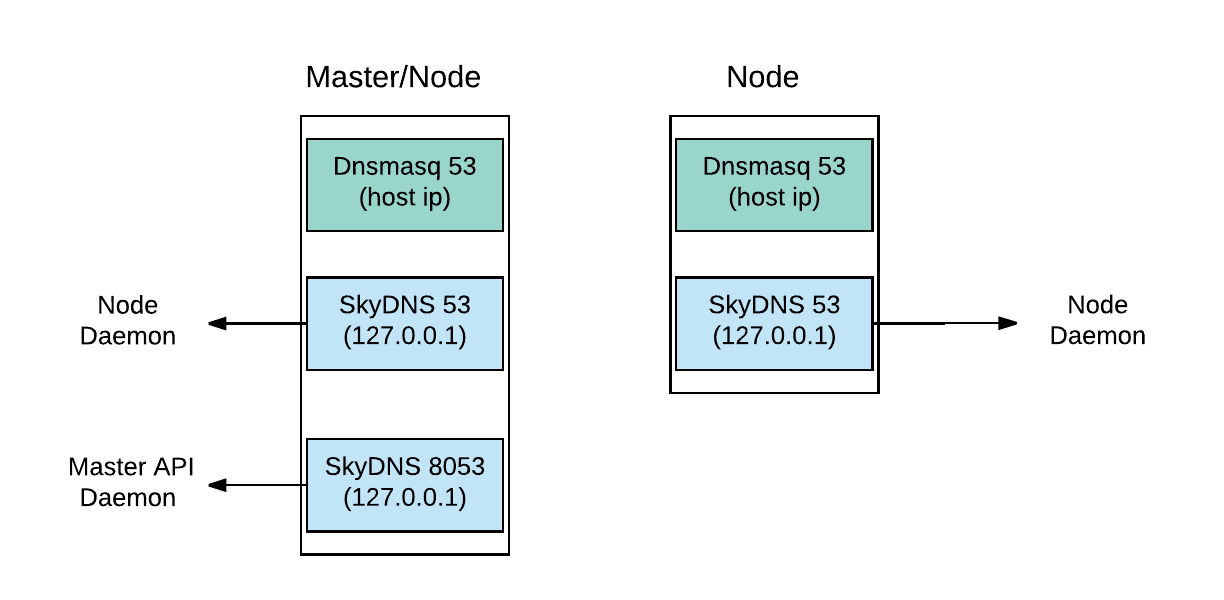 Master/Node
Node
Dnsmasq 53
(host ip)
Dnsmasq 53
(host ip)
Node
Daemon
SkyDNS 53
(127.0.0.1)
SkyDNS 53
(127.0.0.1)
Node
Daemon
Master API
Daemon
SkyDNS 8053
(127.0.0.1)